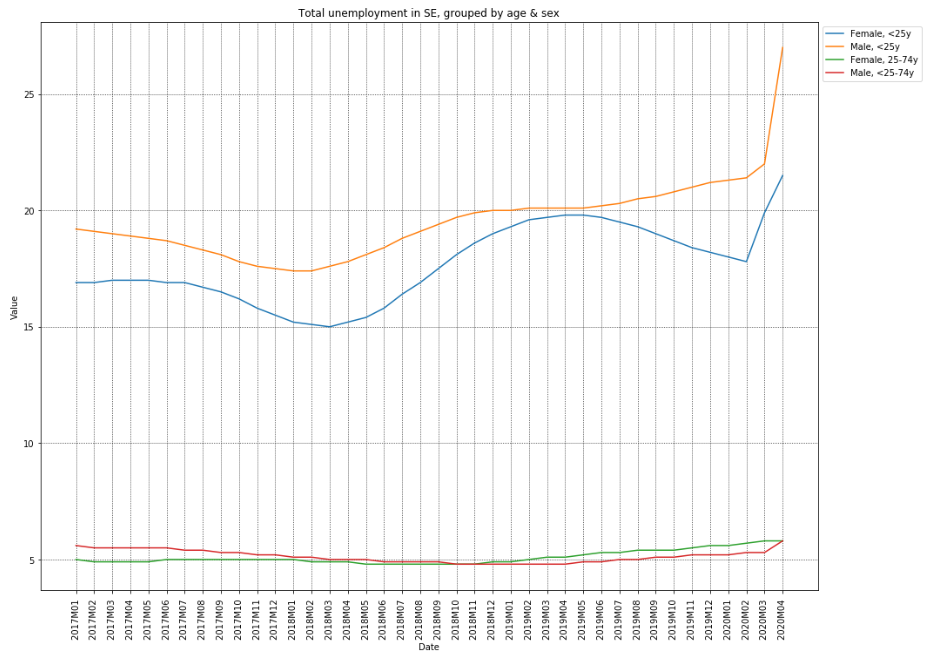 Total unemployment in SE, grouped by age & sex
Female, <25y
Male, <25y
Female, 25-74y
Male, <25-74y
Value
25
20
15
10
5
2017M01
2017M02
2017M03
2017M04
2017M05
2017M06
2017M07
2017M08
2017M09
2017M10
2017M11
2017M12
2018M01
2018M02
2018M03
2018M04
2018M05
2018M06
2018M07
2018M08
2018M09
2018M10
2018M11
2018M12
2019M01
2019M02
2019M03
2019M04
2019M05
2019M06
2019M07
2019M08
2019M09
2019M10
2019M11
2019M12
2020M01
2020M02
2020M03
2020M04
Date